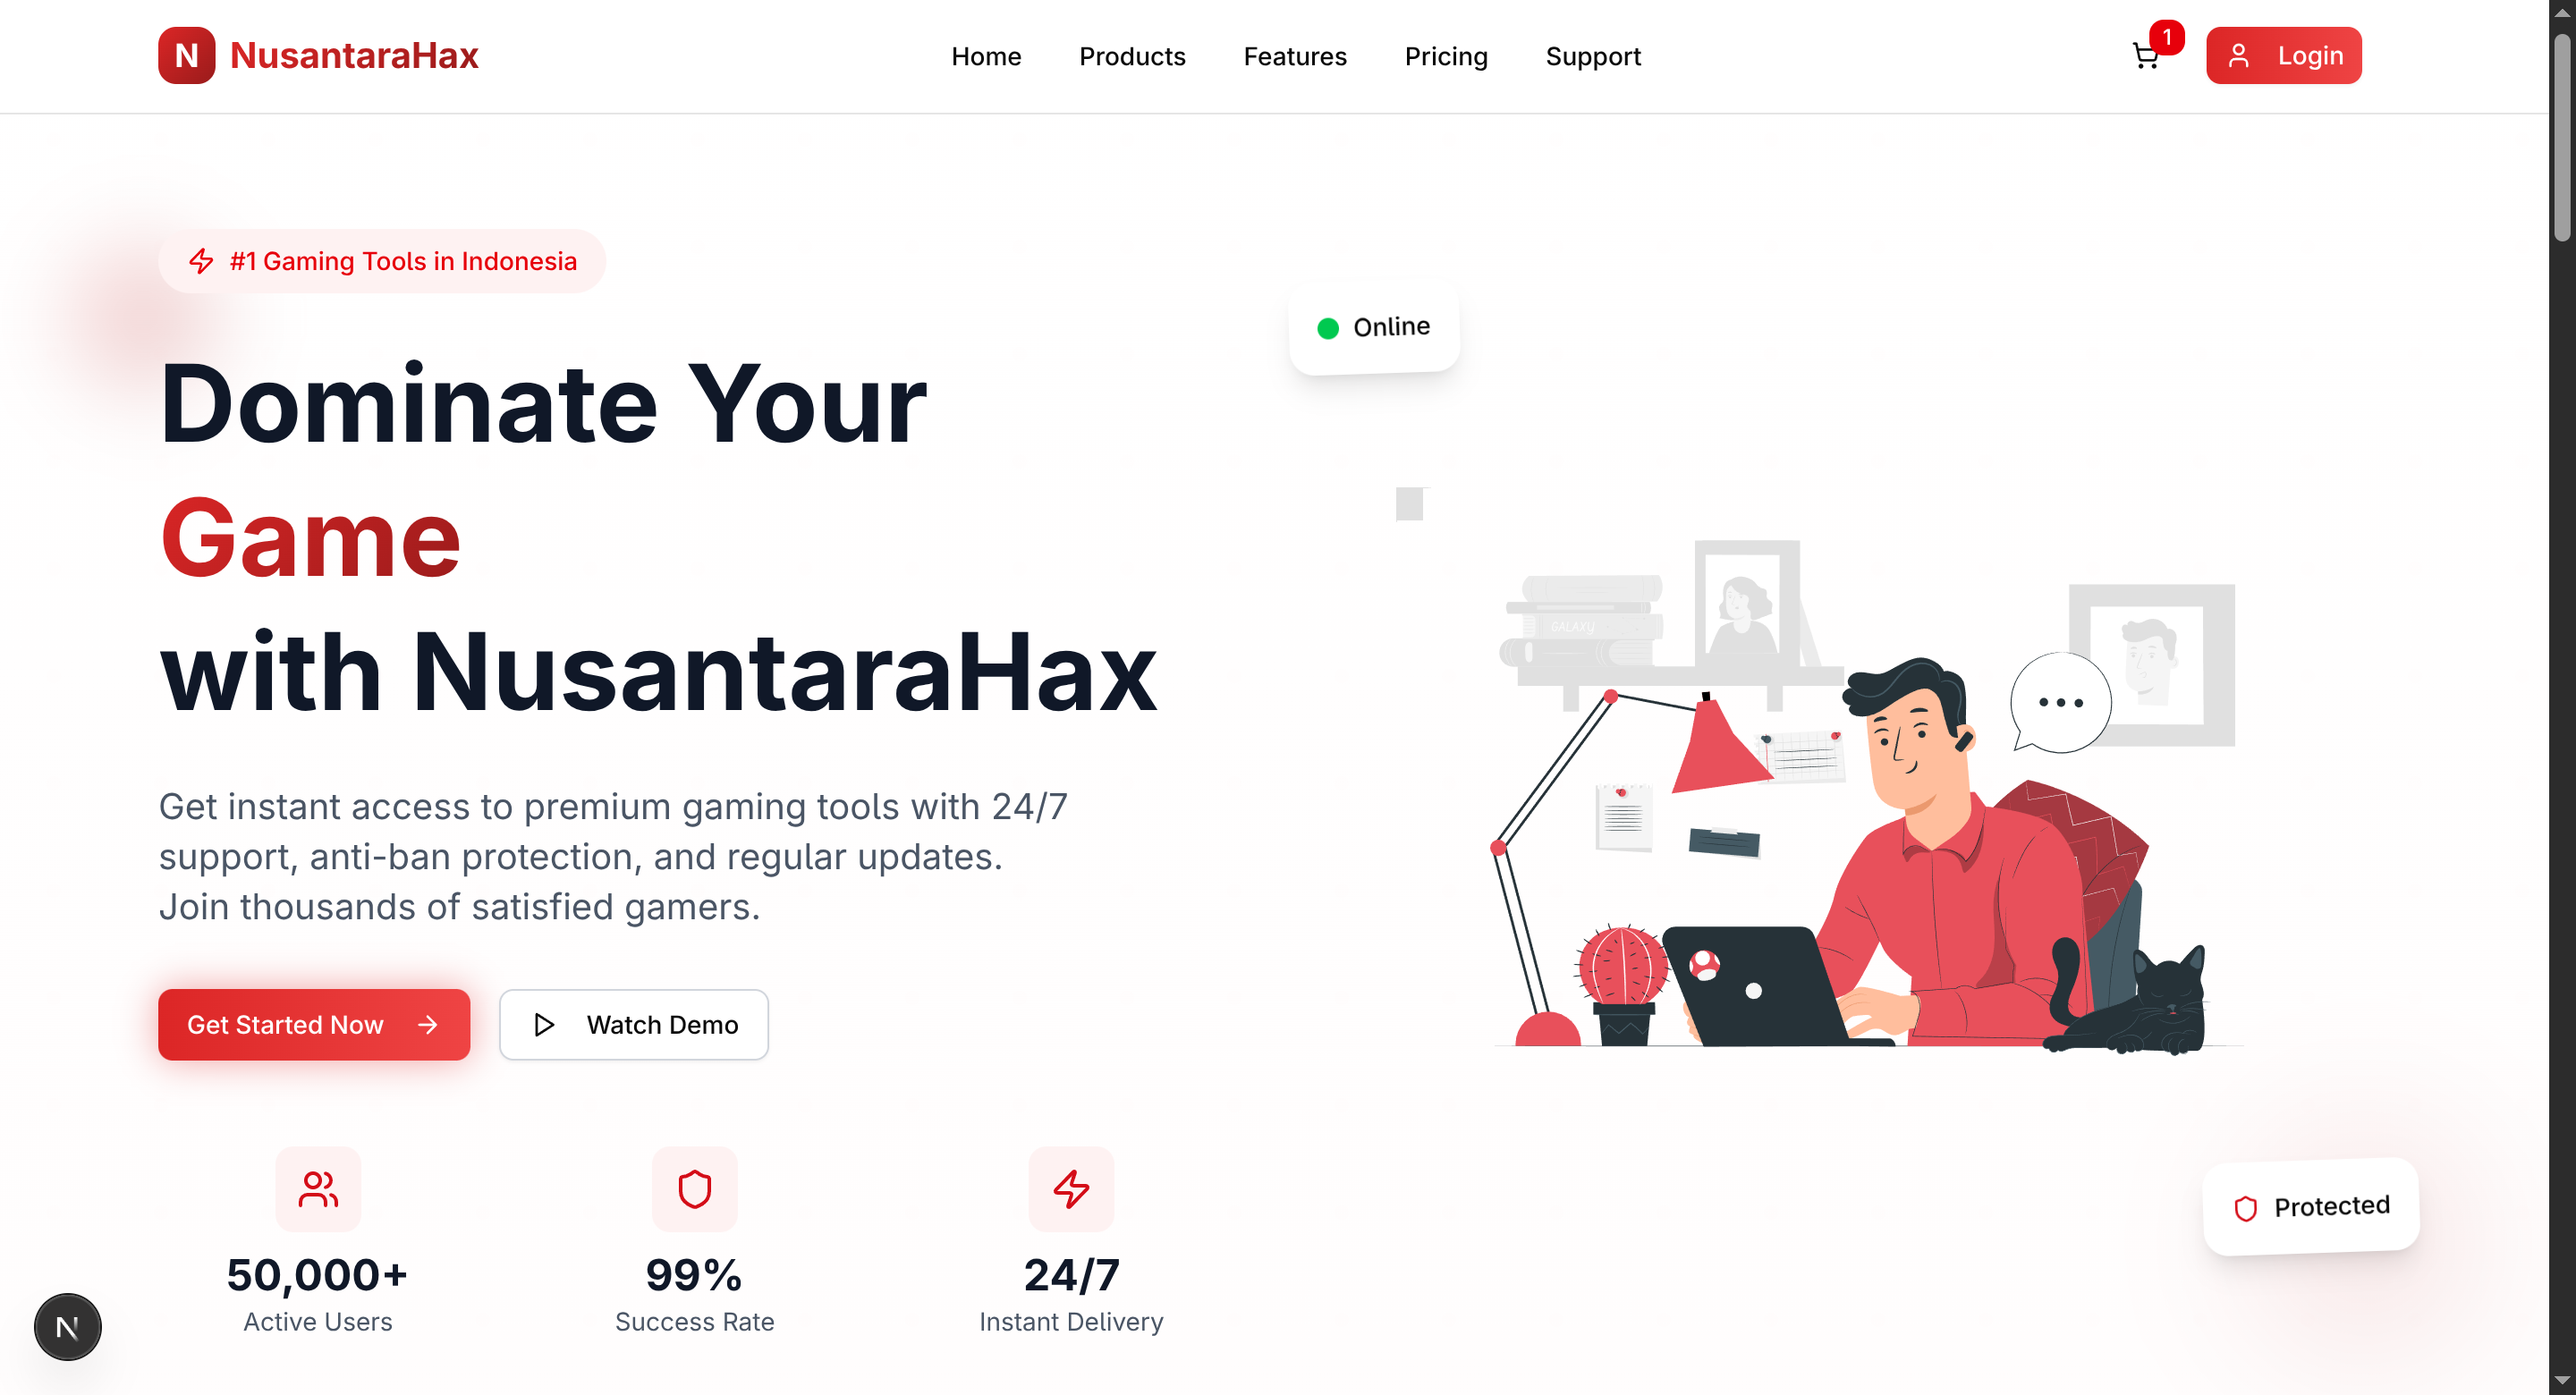 N NusantaraHax
Home Products Features Pricing Support
1
Login
#1 Gaming Tools in Indonesia
Dominate Your
Game
with NusantaraHax
Get instant access to premium gaming tools with 24/7
support, anti-ban protection, and regular updates.
Join thousands of satisfied gamers.
Get Started Now
Watch Demo
50,000+
Active Users
99%
Success Rate
24/7
Instant Delivery
Online
GALAXY
Protected
N